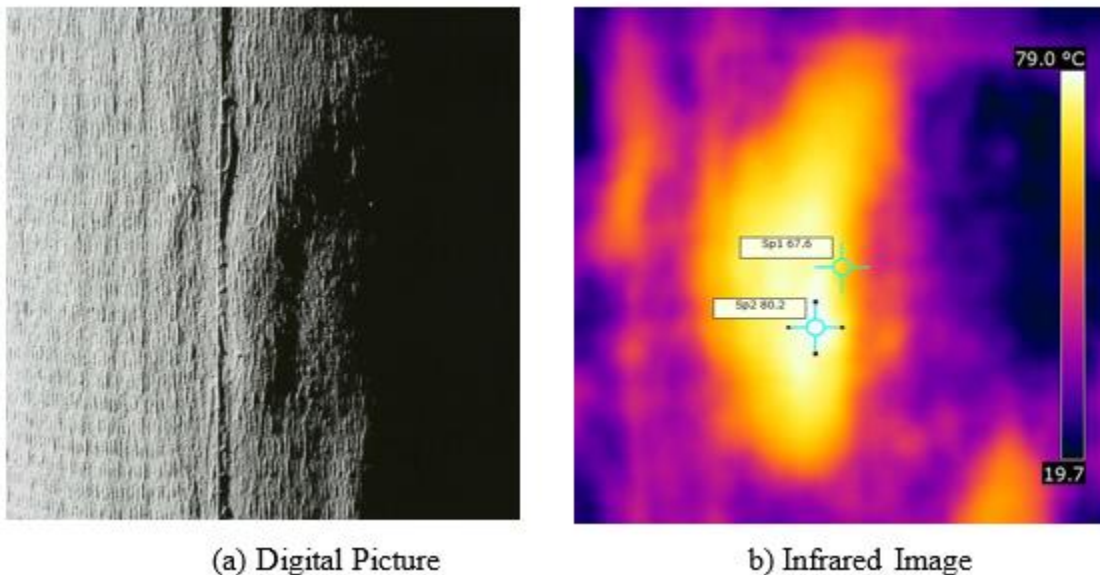 79.0 °C
Sp1 67.6
Sp2 80.2
19.7
(a) Digital Picture
b) Infrared Image